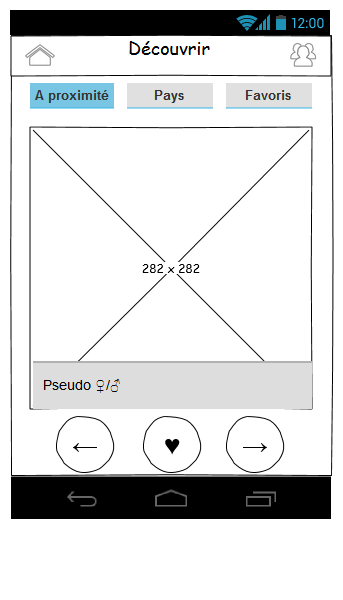 12:00
Découvrir
A proximité Pays Favoris
282 x 282
Pseudo ♀/♂
← ♥ →